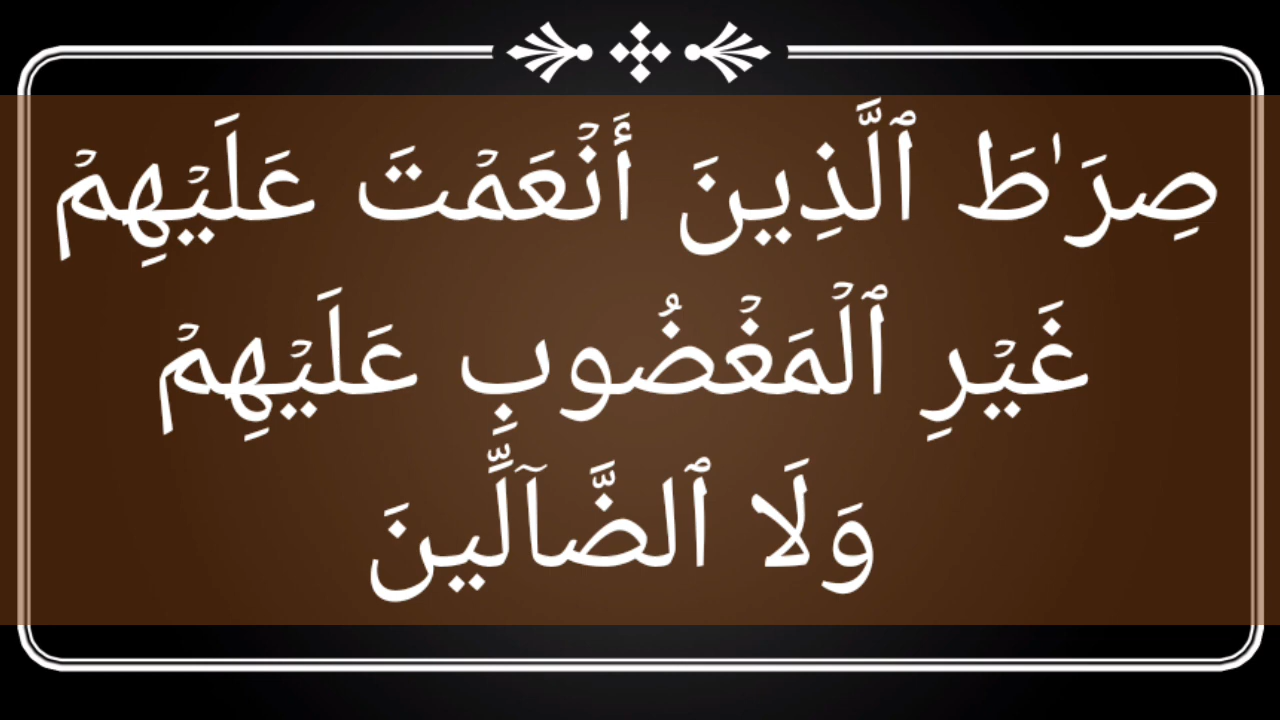 صِرَٰطَ ٱلَّذِينَ أَنۡعَمۡتَ عَلَيۡهِمۡ
غَيۡرِ ٱلۡمَغۡضُوبِ عَلَيۡهِمۡ
وَلَا ٱلضَّآلِّينَ